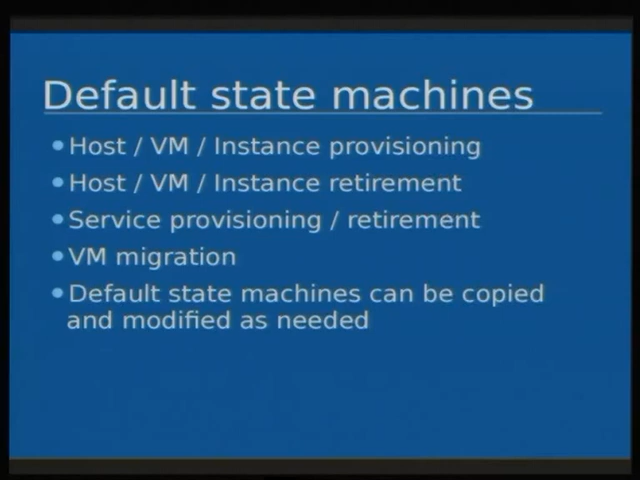 Default state machines
Host / VM / Instance provisioning
Host / VM / Instance retirement
Service provisioning / retirement
VM migration
Default state machines can be copied
and modified as needed